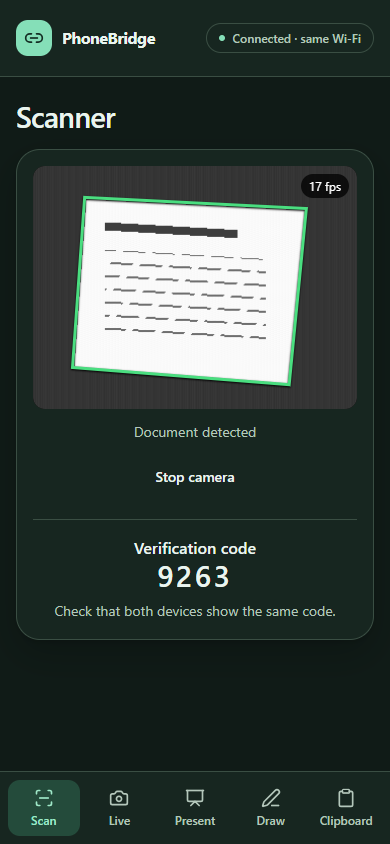 PhoneBridge
Connected · same Wi-Fi
Scanner
17 fps
Document detected
Stop camera
Verification code
9263
Check that both devices show the same code.
Scan
Live
Present
Draw
Clipboard